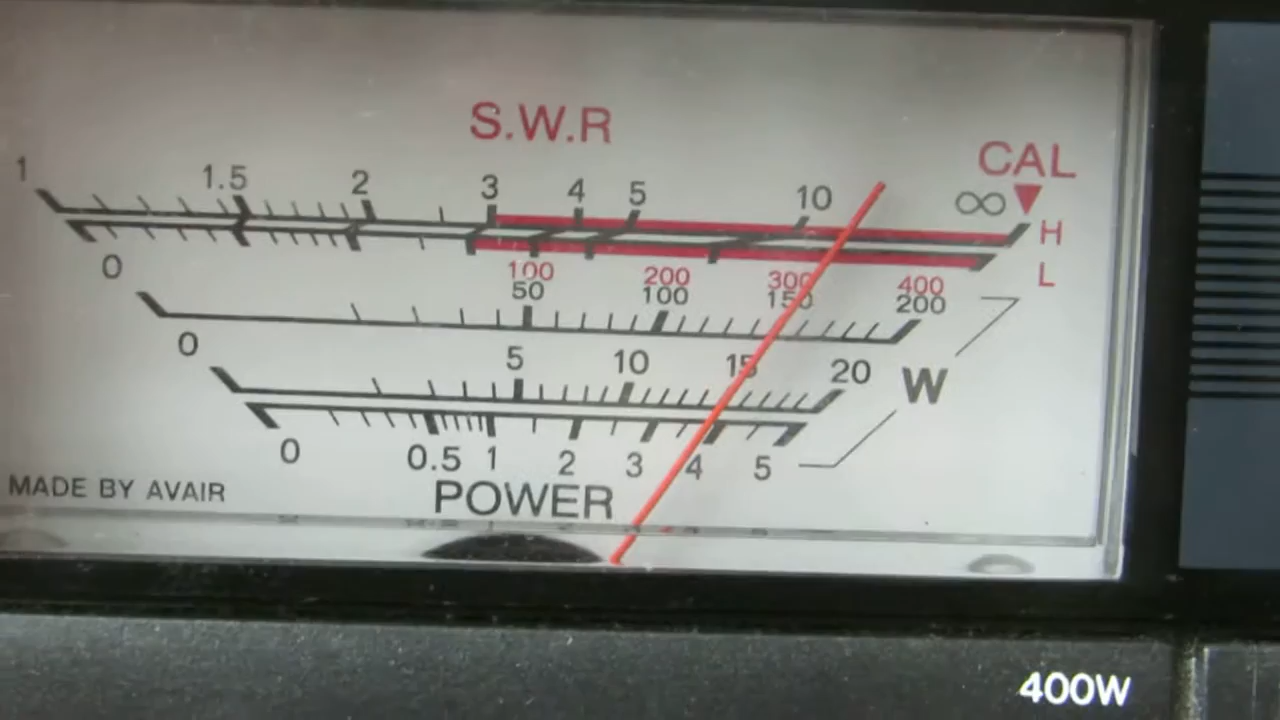 S.W.R
CAL
1 1.5 2 3 4 5 10 ∞
H
L
0 100 200 300 400
50 100 150 200
0 5 10 15 20
W
0 0.5 1 2 3 4 5
MADE BY AVAIR
POWER
400W